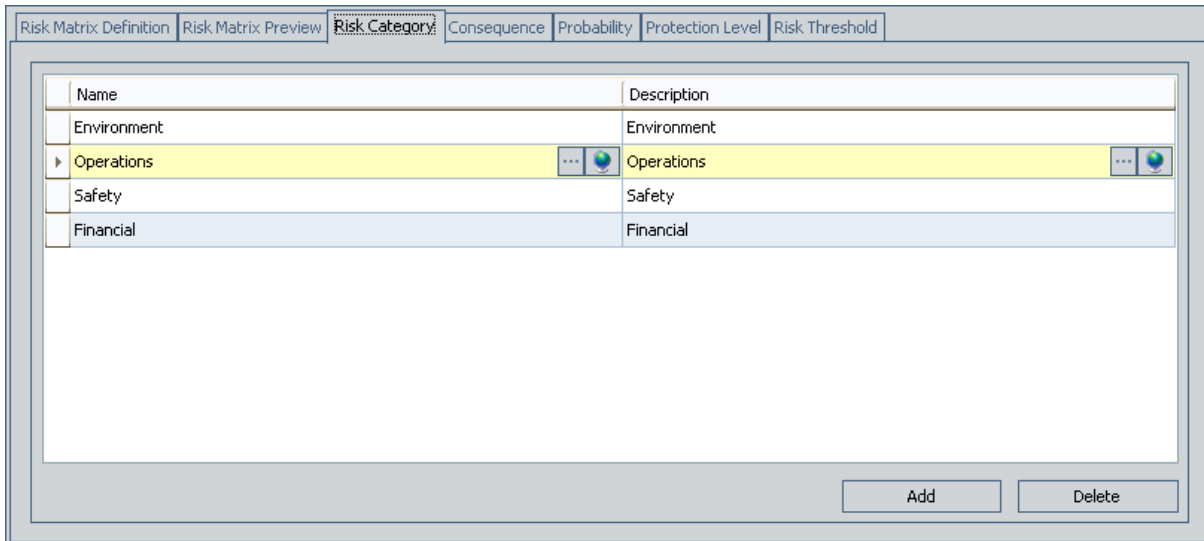 Risk Matrix Definition Risk Matrix Preview Risk Category Consequence Probability Protection Level Risk Threshold
Name Description
Environment Environment
Operations ... Operations ...
Safety Safety
Financial Financial
Add Delete